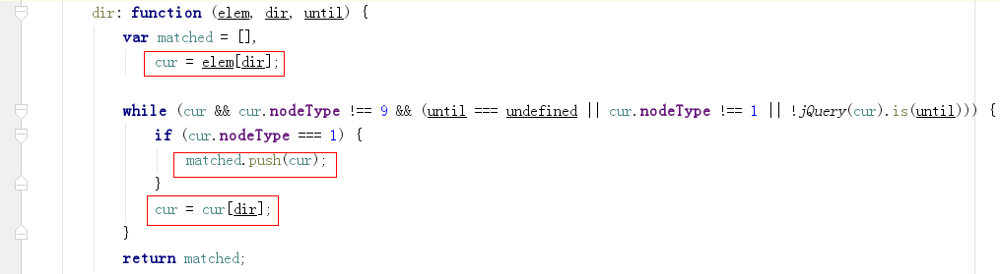 dir: function (elem, dir, until) {
var matched = [],
cur = elem[dir];
while (cur && cur.nodeType !== 9 && (until === undefined || cur.nodeType !== 1 || !jQuery(cur).is(until))) {
if (cur.nodeType === 1) {
matched.push(cur);
}
cur = cur[dir];
}
return matched;